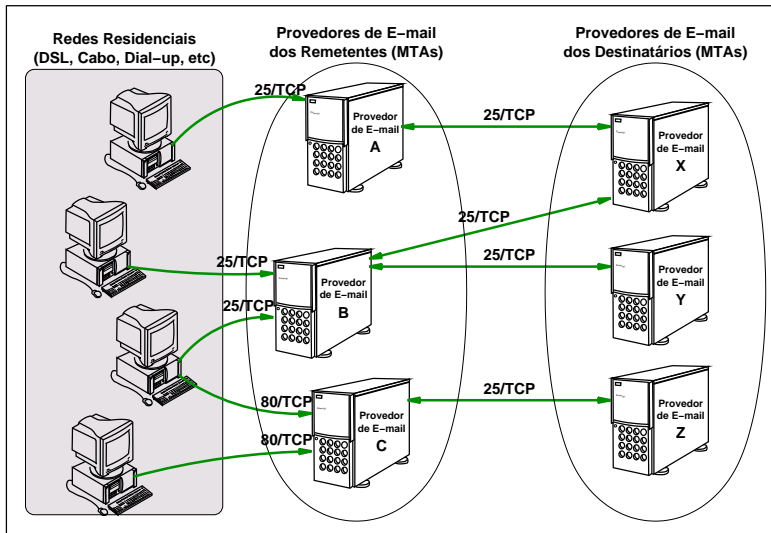 Redes Residenciais
(DSL, Cabo, Dial−up, etc)
Provedores de E−mail
dos Remetentes (MTAs)
Provedores de E−mail
dos Destinatários (MTAs)
25/TCP
Provedor
de E−mail
A
25/TCP
Provedor
de E−mail
X
25/TCP
25/TCP
Provedor
de E−mail
B
25/TCP
Provedor
de E−mail
Y
25/TCP
80/TCP
Provedor
de E−mail
C
25/TCP
Provedor
de E−mail
Z
80/TCP